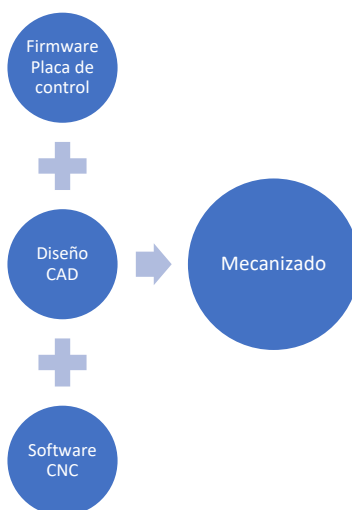 Firmware
Placa de
control
Diseño
CAD
Mecanizado
Software
CNC